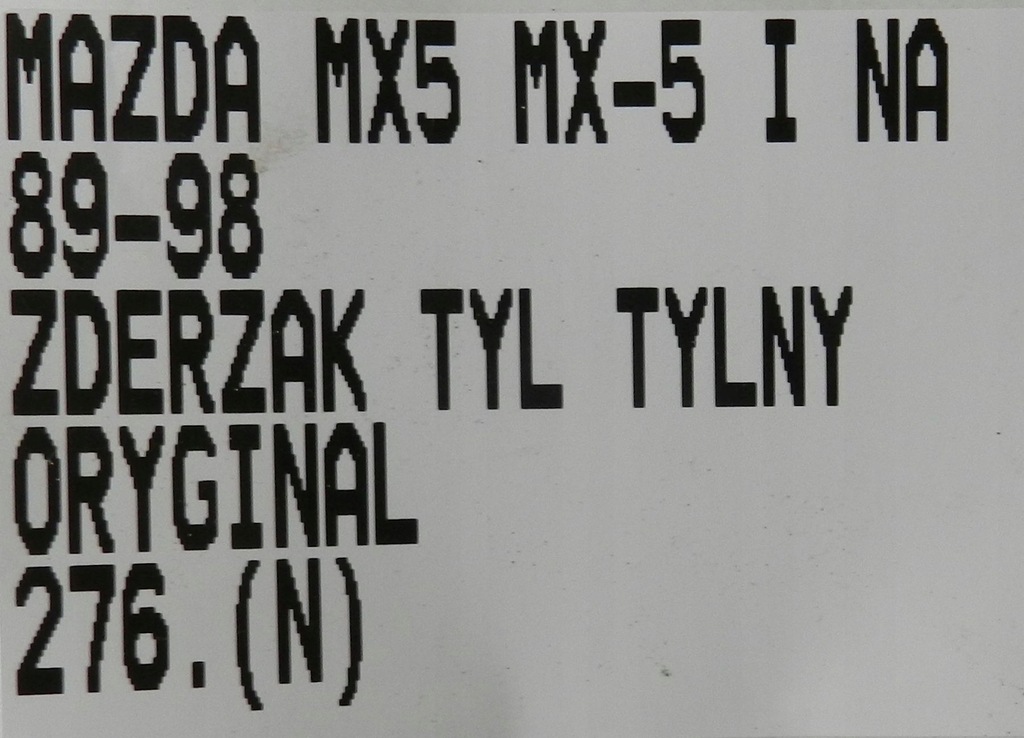 MAZDA MX5 MX-5 I NA
89-98
ZDERZAK TYL TYLNY
ORYGINAL
276.(N)